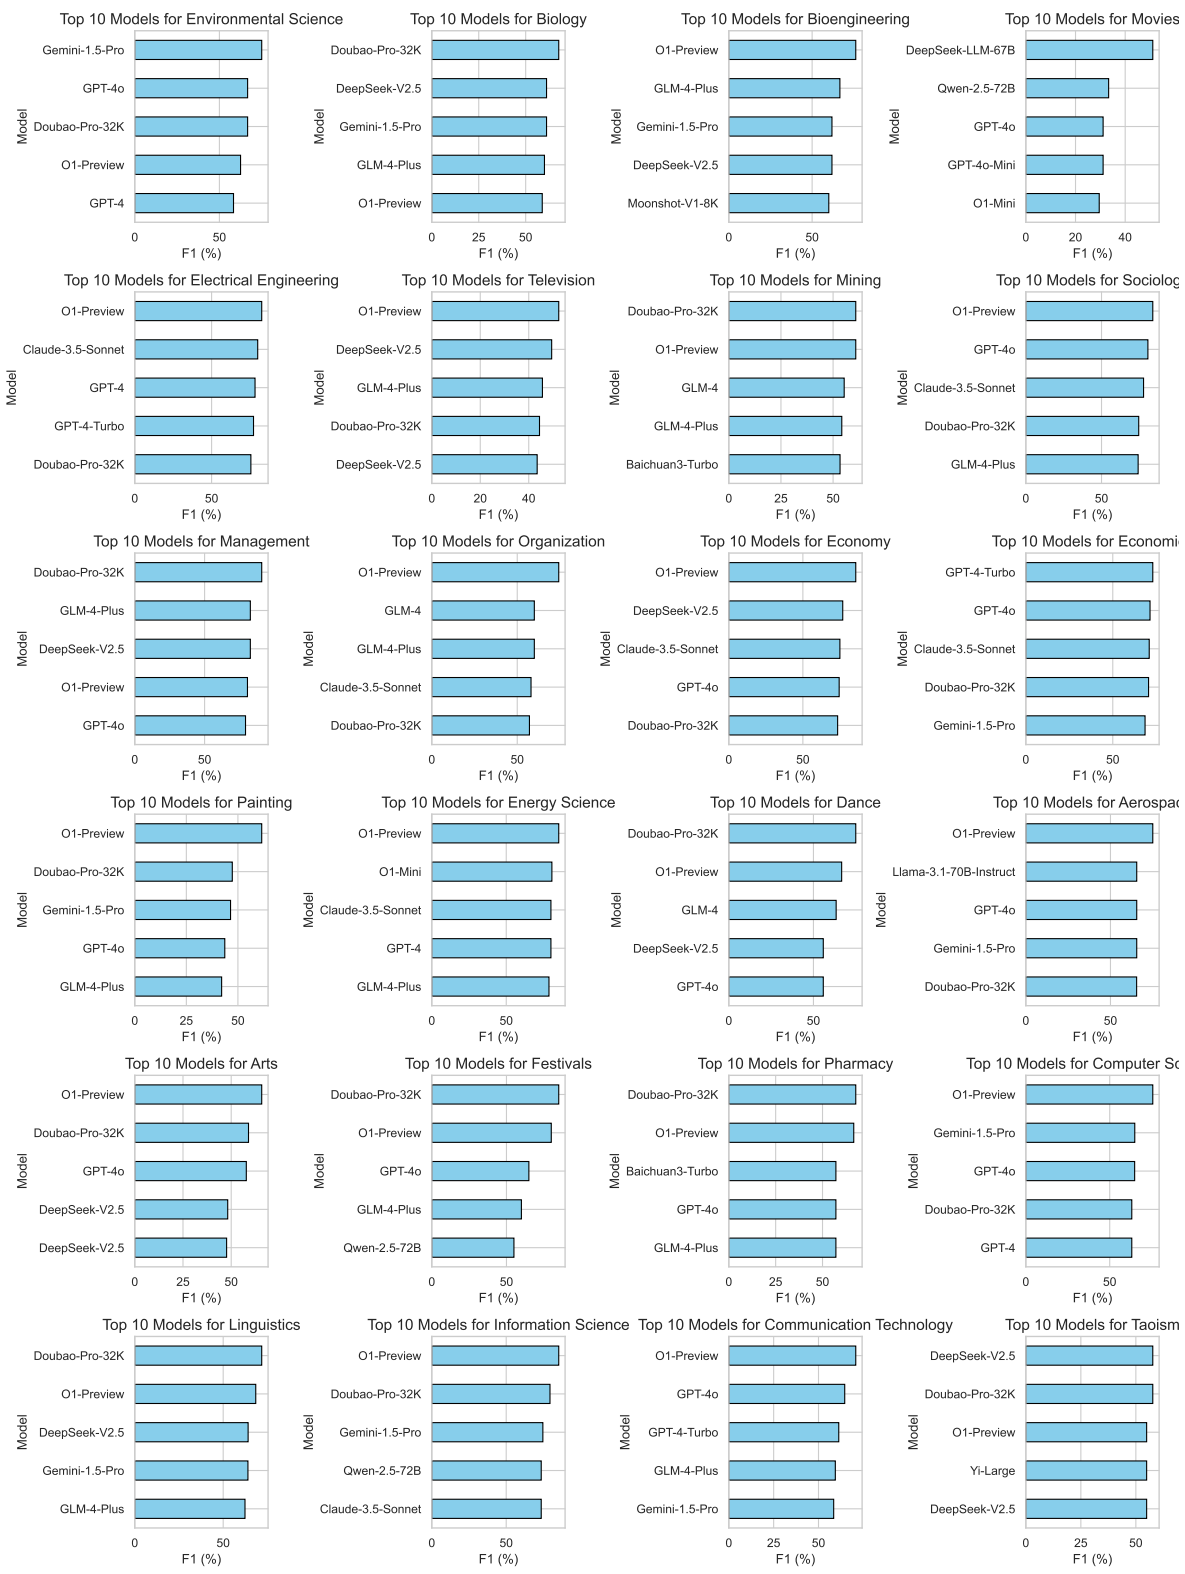 Top 10 Models for Environmental Science
Model
Gemini-1.5-Pro
GPT-4o
Doubao-Pro-32K
O1-Preview
GPT-4
0 50
F1 (%)
Top 10 Models for Biology
Model
Doubao-Pro-32K
DeepSeek-V2.5
Gemini-1.5-Pro
GLM-4-Plus
O1-Preview
0 25 50
F1 (%)
Top 10 Models for Bioengineering
Model
O1-Preview
GLM-4-Plus
Gemini-1.5-Pro
DeepSeek-V2.5
Moonshot-V1-8K
0 50
F1 (%)
Top 10 Models for Movies
Model
DeepSeek-LLM-67B
Qwen-2.5-72B
GPT-4o
GPT-4o-Mini
O1-Mini
0 20 40
F1 (%)
Top 10 Models for Electrical Engineering
Model
O1-Preview
Claude-3.5-Sonnet
GPT-4
GPT-4-Turbo
Doubao-Pro-32K
0 50
F1 (%)
Top 10 Models for Television
Model
O1-Preview
DeepSeek-V2.5
GLM-4-Plus
Doubao-Pro-32K
DeepSeek-V2.5
0 20 40
F1 (%)
Top 10 Models for Mining
Model
Doubao-Pro-32K
O1-Preview
GLM-4
GLM-4-Plus
Baichuan3-Turbo
0 25 50
F1 (%)
Top 10 Models for Sociolog
Model
O1-Preview
GPT-4o
Claude-3.5-Sonnet
Doubao-Pro-32K
GLM-4-Plus
0 50
F1 (%)
Top 10 Models for Management
Model
Doubao-Pro-32K
GLM-4-Plus
DeepSeek-V2.5
O1-Preview
GPT-4o
0 50
F1 (%)
Top 10 Models for Organization
Model
O1-Preview
GLM-4
GLM-4-Plus
Claude-3.5-Sonnet
Doubao-Pro-32K
0 50
F1 (%)
Top 10 Models for Economy
Model
O1-Preview
DeepSeek-V2.5
Claude-3.5-Sonnet
GPT-4o
Doubao-Pro-32K
0 50
F1 (%)
Top 10 Models for Economi
Model
GPT-4-Turbo
GPT-4o
Claude-3.5-Sonnet
Doubao-Pro-32K
Gemini-1.5-Pro
0 50
F1 (%)
Top 10 Models for Painting
Model
O1-Preview
Doubao-Pro-32K
Gemini-1.5-Pro
GPT-4o
GLM-4-Plus
0 25 50
F1 (%)
Top 10 Models for Energy Science
Model
O1-Preview
O1-Mini
Claude-3.5-Sonnet
GPT-4
GLM-4-Plus
0 50
F1 (%)
Top 10 Models for Dance
Model
Doubao-Pro-32K
O1-Preview
GLM-4
DeepSeek-V2.5
GPT-4o
0 50
F1 (%)
Top 10 Models for Aerospa
Model
O1-Preview
Llama-3.1-70B-Instruct
GPT-4o
Gemini-1.5-Pro
Doubao-Pro-32K
0 50
F1 (%)
Top 10 Models for Arts
Model
O1-Preview
Doubao-Pro-32K
GPT-4o
DeepSeek-V2.5
DeepSeek-V2.5
0 25 50
F1 (%)
Top 10 Models for Festivals
Model
Doubao-Pro-32K
O1-Preview
GPT-4o
GLM-4-Plus
Qwen-2.5-72B
0 50
F1 (%)
Top 10 Models for Pharmacy
Model
Doubao-Pro-32K
O1-Preview
Baichuan3-Turbo
GPT-4o
GLM-4-Plus
0 25 50
F1 (%)
Top 10 Models for Computer Sc
Model
O1-Preview
Gemini-1.5-Pro
GPT-4o
Doubao-Pro-32K
GPT-4
0 50
F1 (%)
Top 10 Models for Linguistics
Model
Doubao-Pro-32K
O1-Preview
DeepSeek-V2.5
Gemini-1.5-Pro
GLM-4-Plus
0 50
F1 (%)
Top 10 Models for Information Science
Model
O1-Preview
Doubao-Pro-32K
Gemini-1.5-Pro
Qwen-2.5-72B
Claude-3.5-Sonnet
0 50
F1 (%)
Top 10 Models for Communication Technology
Model
O1-Preview
GPT-4o
GPT-4-Turbo
GLM-4-Plus
Gemini-1.5-Pro
0 25 50
F1 (%)
Top 10 Models for Taoism
Model
DeepSeek-V2.5
Doubao-Pro-32K
O1-Preview
Yi-Large
DeepSeek-V2.5
0 25 50
F1 (%)